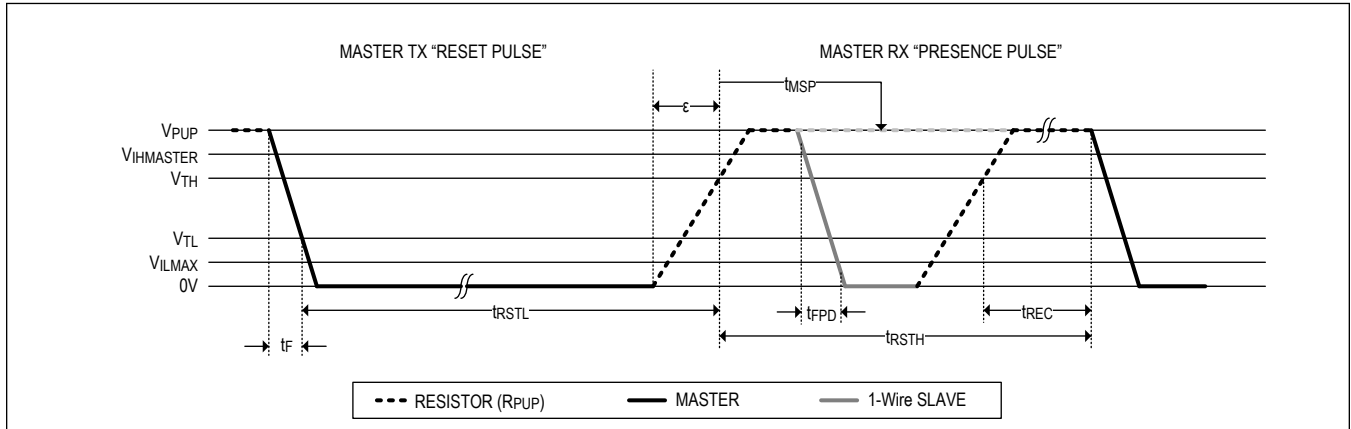 MASTER TX “RESET PULSE”
MASTER RX “PRESENCE PULSE”
tMSP
ε
VPUP
VIHMASTER
VTH
VTL
VILMAX
0V
tRSTL
tFPD
tREC
tRSTH
tF
RESISTOR (RPUP)
MASTER
1-Wire SLAVE